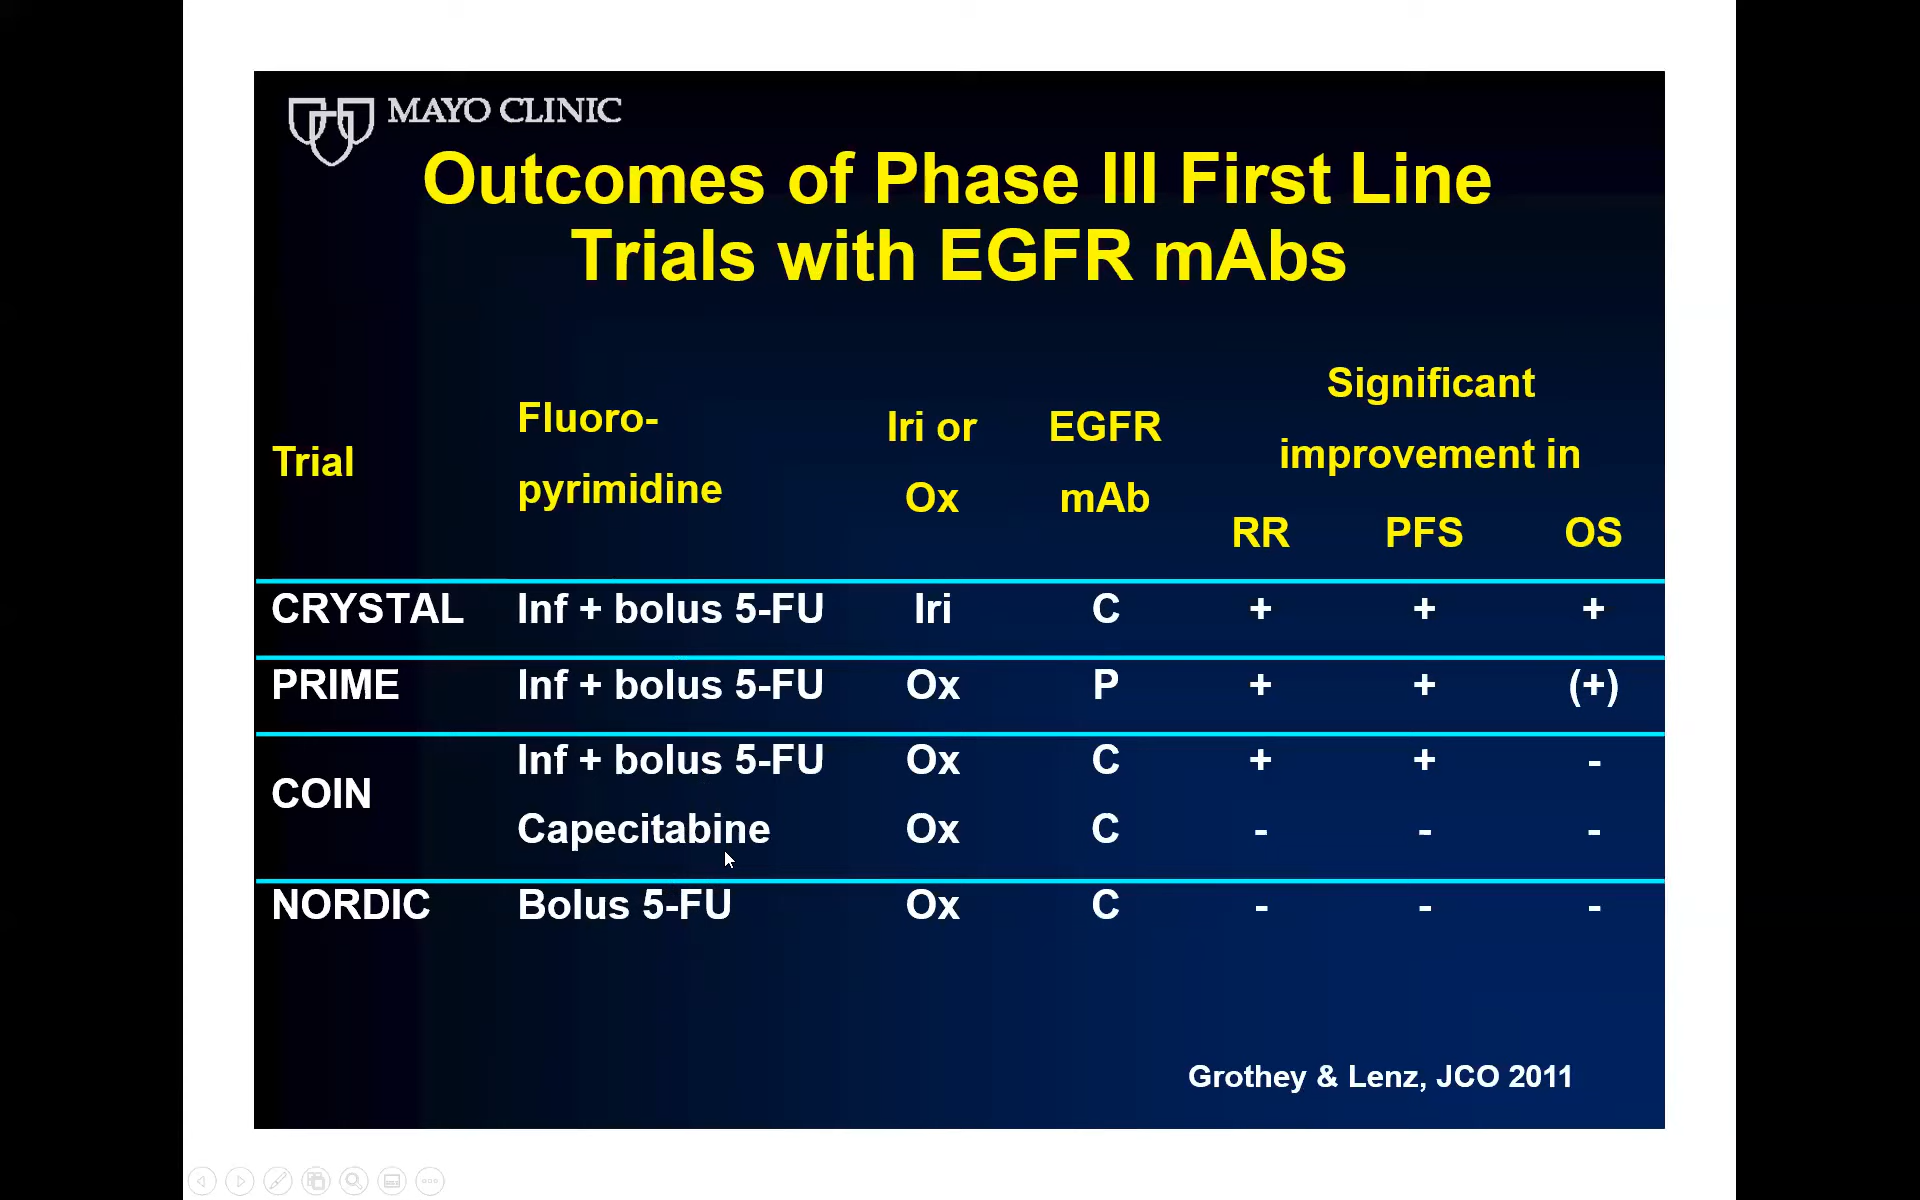 MAYO CLINIC
Outcomes of Phase III First Line
Trials with EGFR mAbs
Trial
Fluoro-
pyrimidine
Iri or
Ox
EGFR
mAb
Significant
improvement in
RR PFS OS
CRYSTAL Inf + bolus 5-FU Iri C + + +
PRIME Inf + bolus 5-FU Ox P + + (+)
COIN
Inf + bolus 5-FU Ox C + + -
Capecitabine Ox C - - -
NORDIC Bolus 5-FU Ox C - - -
Grothey & Lenz, JCO 2011